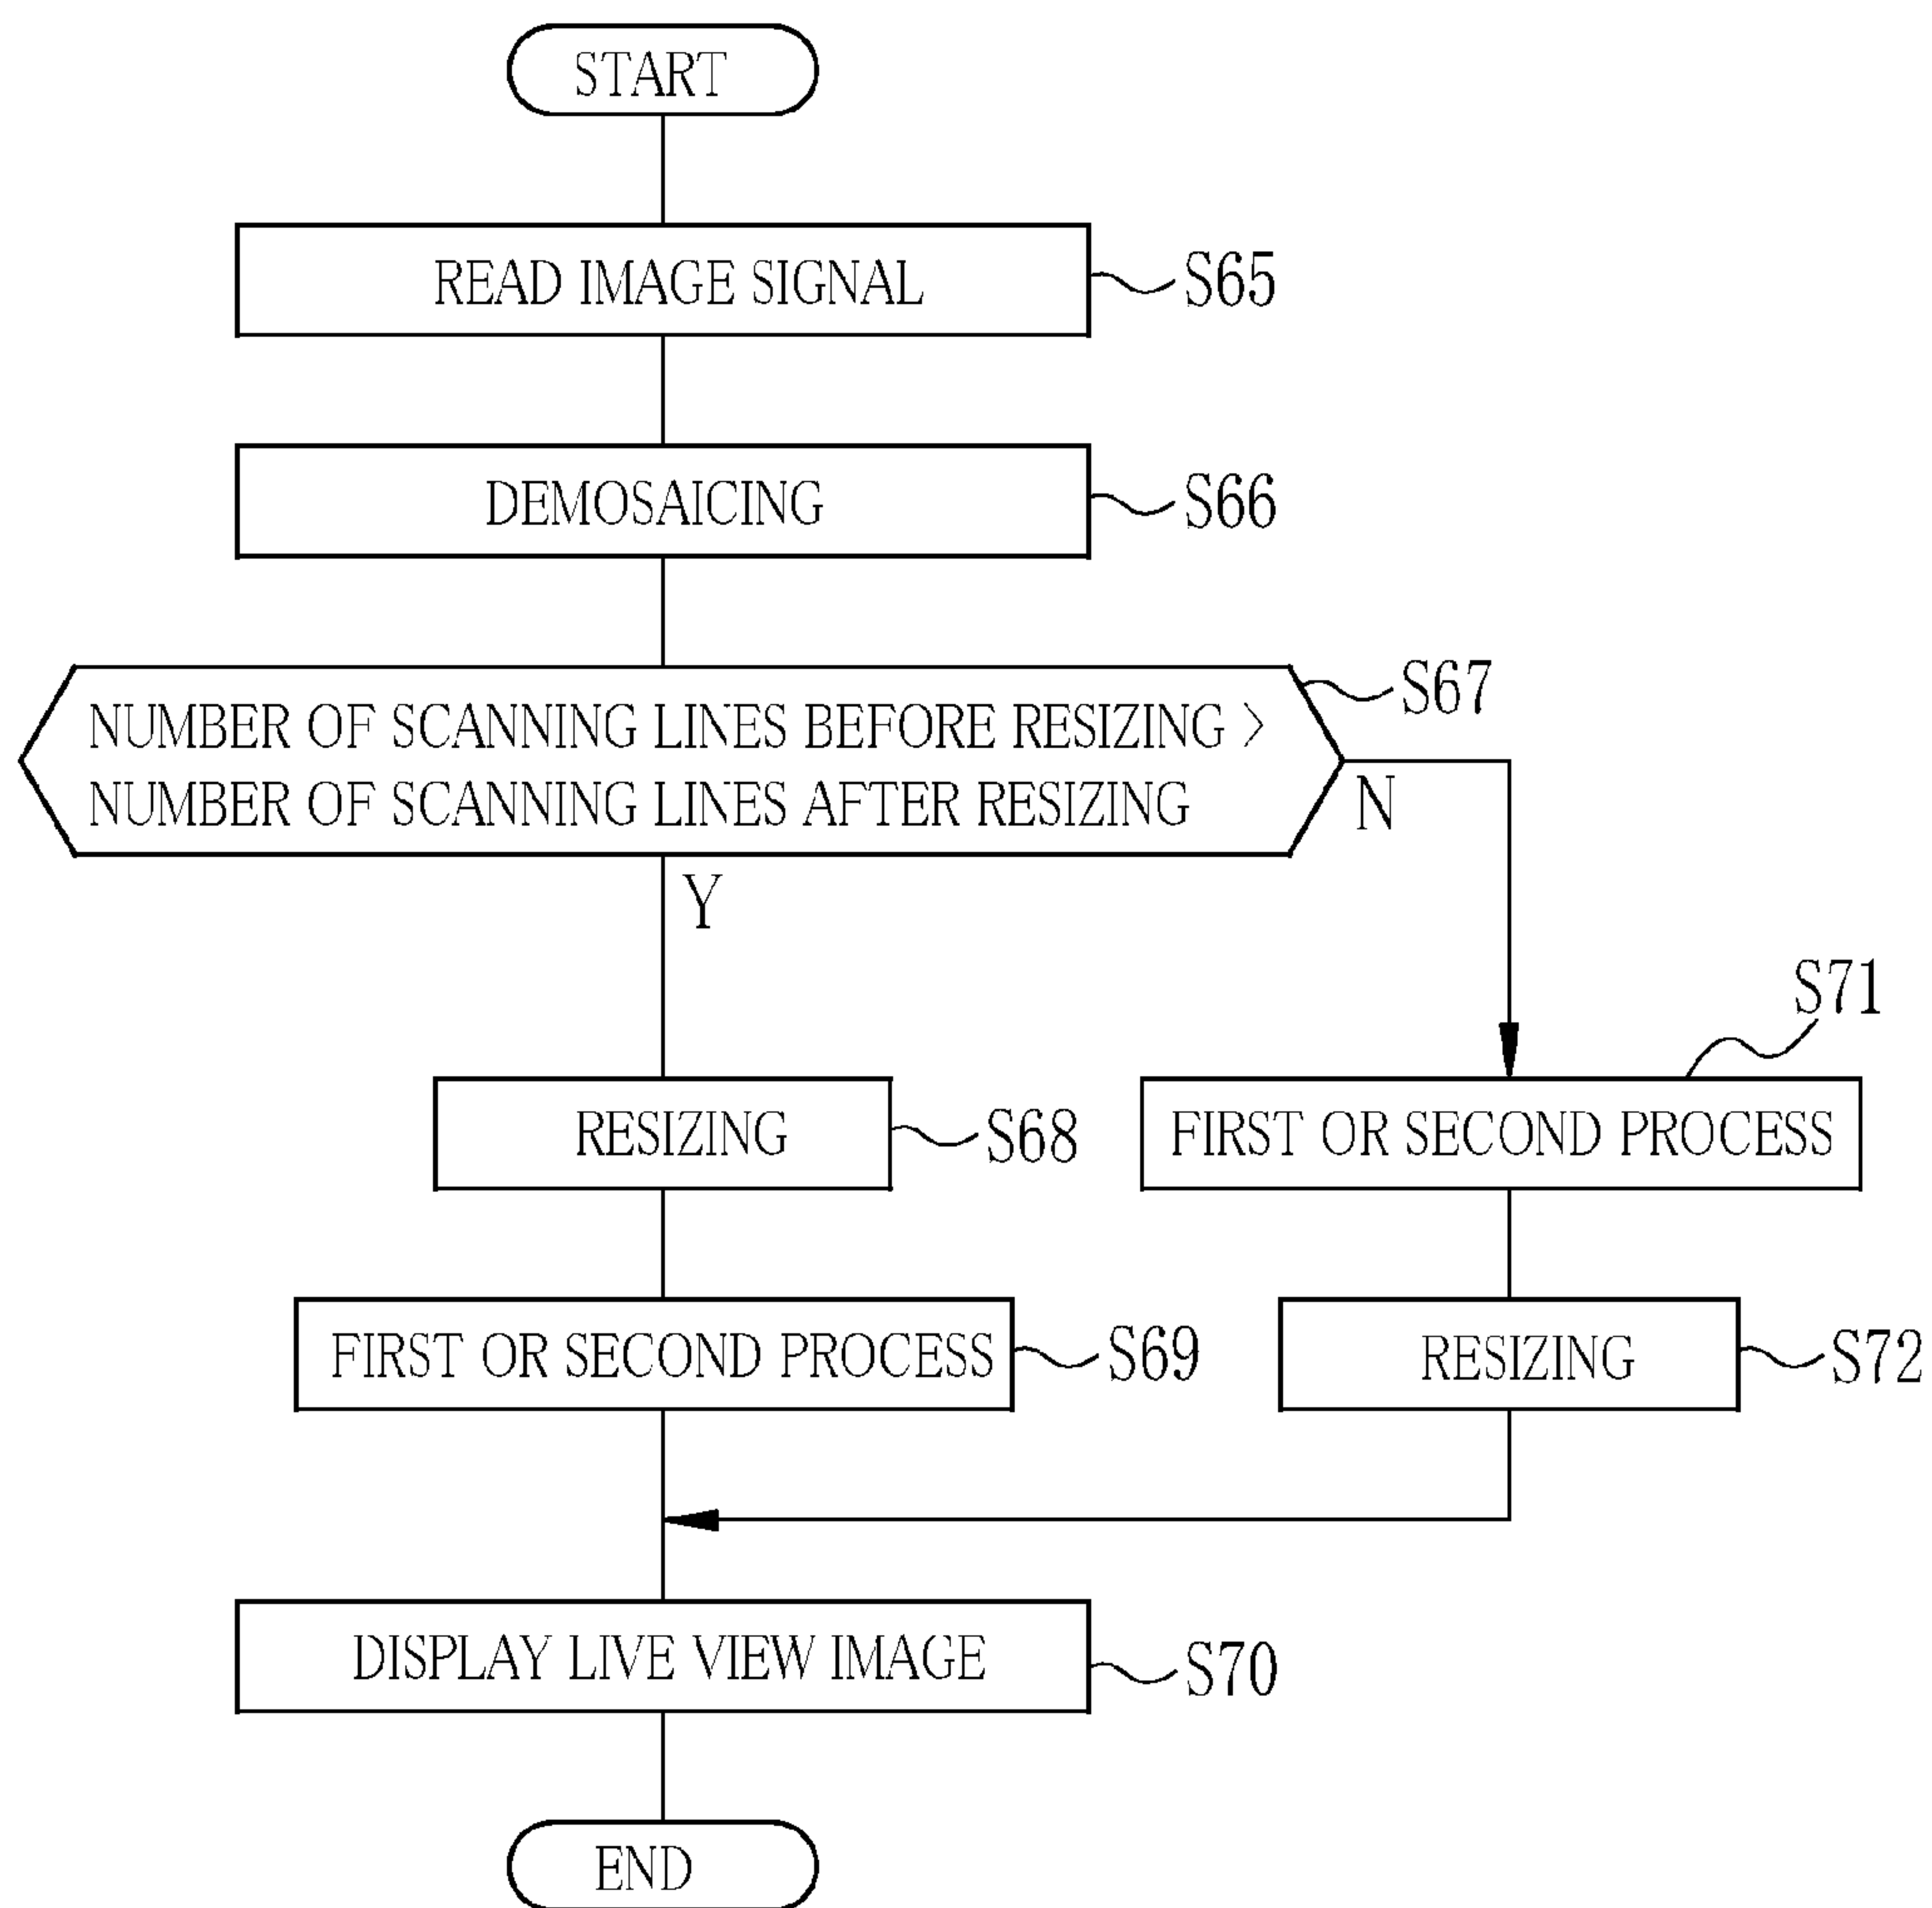 START
READ IMAGE SIGNAL
S65
DEMOSAICING
S66
NUMBER OF SCANNING LINES BEFORE RESIZING >
NUMBER OF SCANNING LINES AFTER RESIZING
S67
N
Y
S71
RESIZING
S68
FIRST OR SECOND PROCESS
FIRST OR SECOND PROCESS
S69
RESIZING
S72
DISPLAY LIVE VIEW IMAGE
S70
END